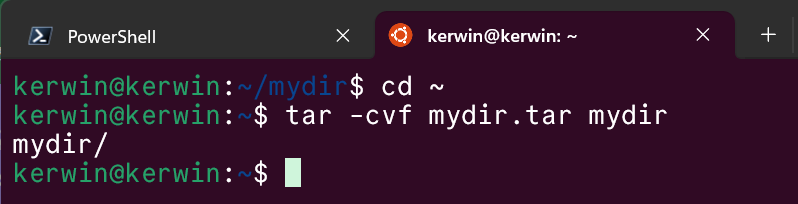 PowerShell
kerwin@kerwin: ~
kerwin@kerwin:~/mydir$ cd ~
kerwin@kerwin:~$ tar -cvf mydir.tar mydir
mydir/
kerwin@kerwin:~$